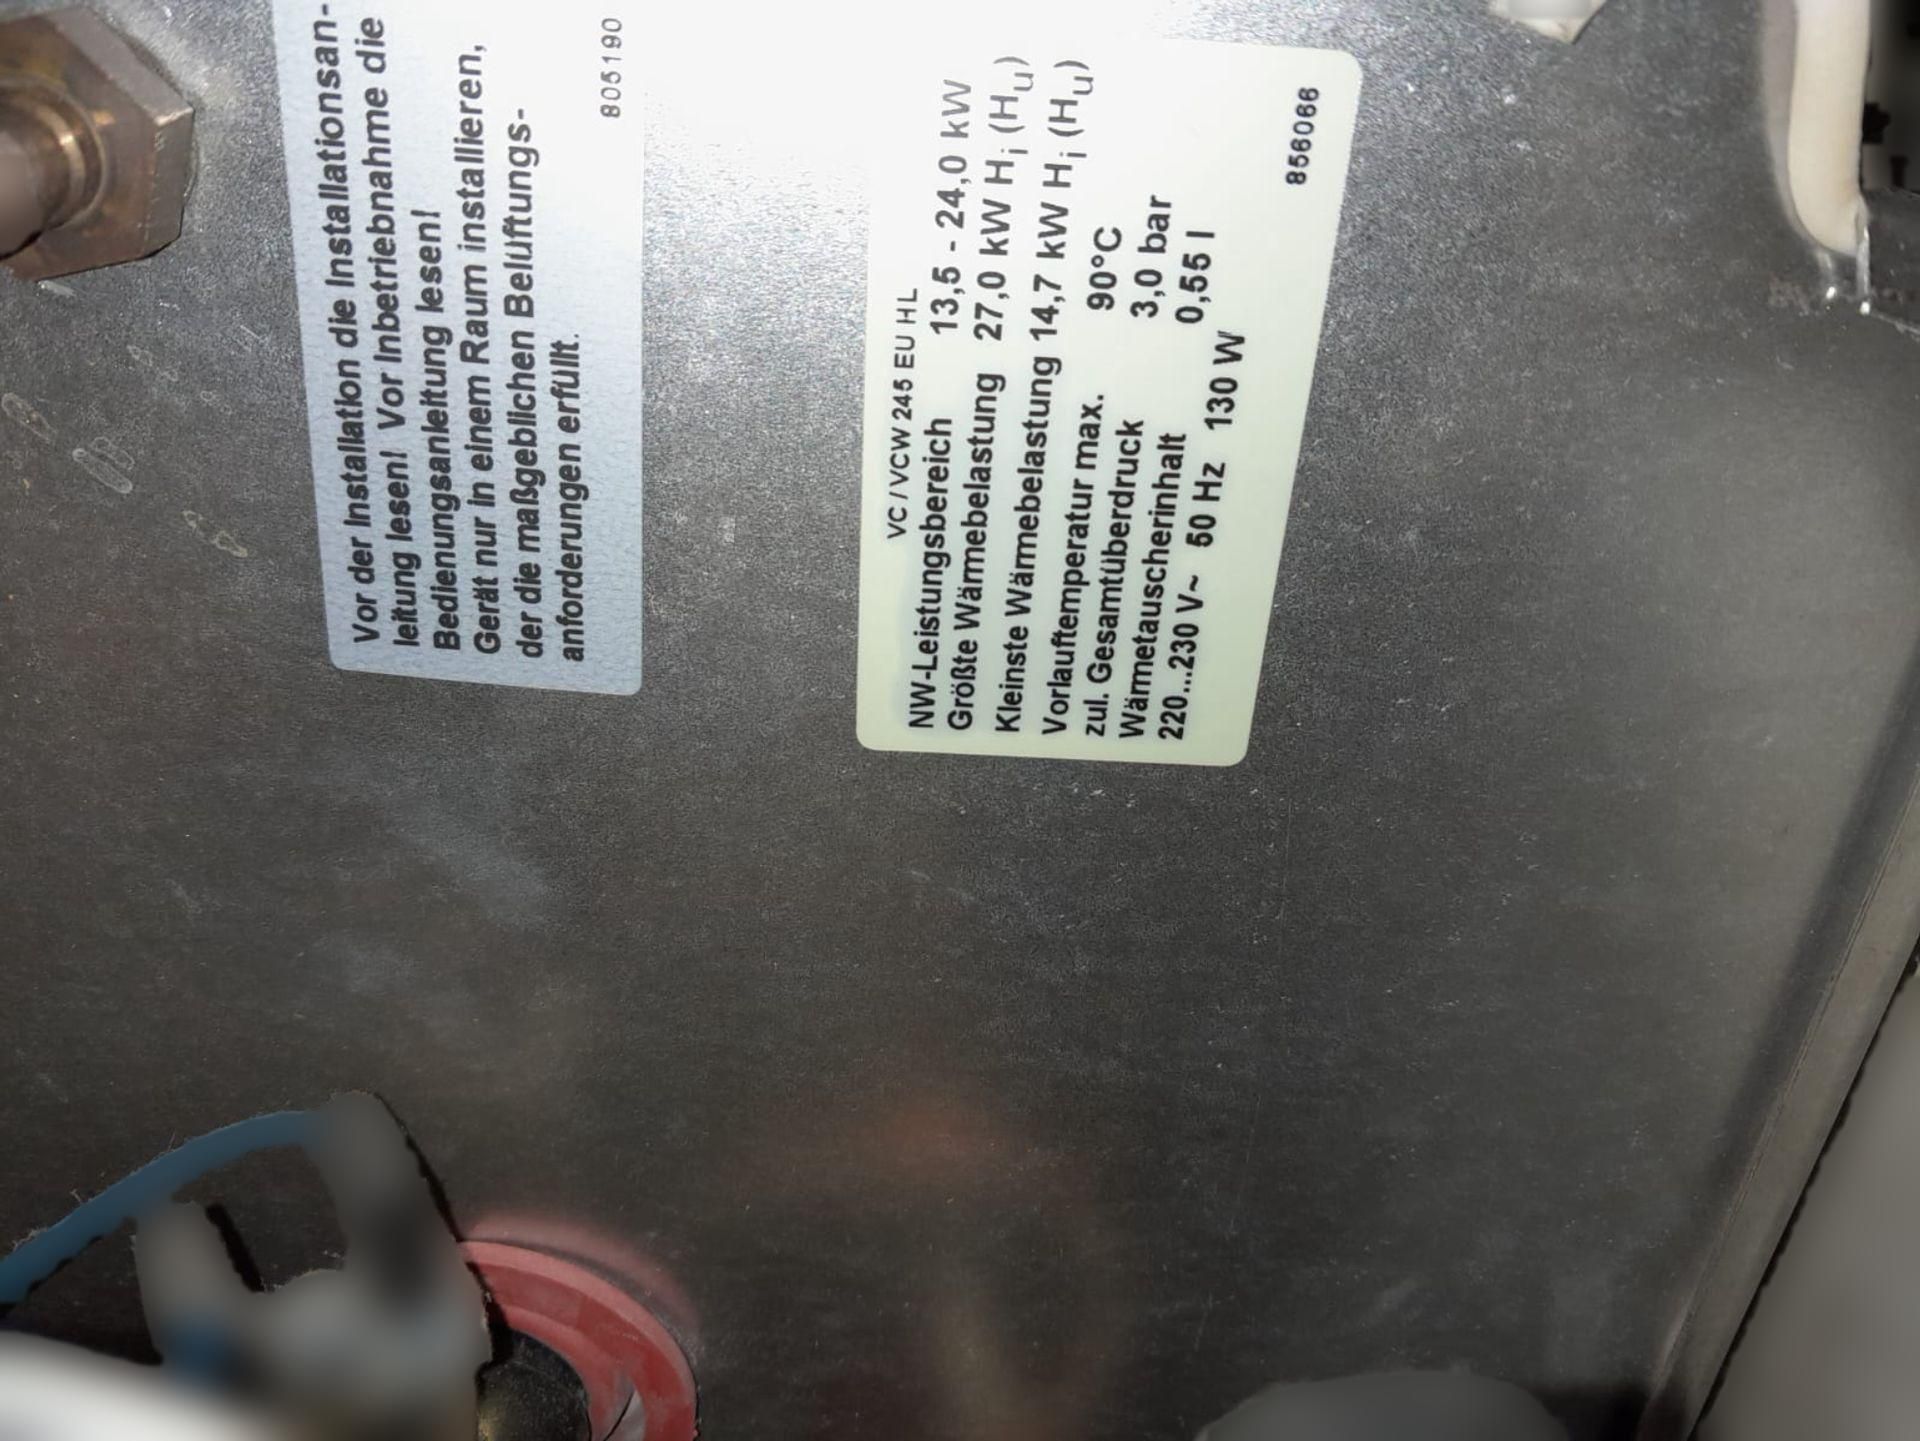 Vor der Installation die Installationsan-
leitung lesen! Vor Inbetriebnahme die
Bedienungsanleitung lesen!
Gerät nur in einem Raum installieren,
der die maßgeblichen Belüftungs-
anforderungen erfüllt.
805190
VC / VCW 245 EU HL
NW-Leistungsbereich 13,5 - 24,0 kW
Größte Wärmebelastung 27,0 kW Hi (Hu)
Kleinste Wärmebelastung 14,7 kW Hi (Hu)
Vorlauftemperatur max. 90°C
zul. Gesamtüberdruck 3,0 bar
Wärmetauscherinhalt 0,55 l
220...230 V~ 50 Hz 130 W
856066